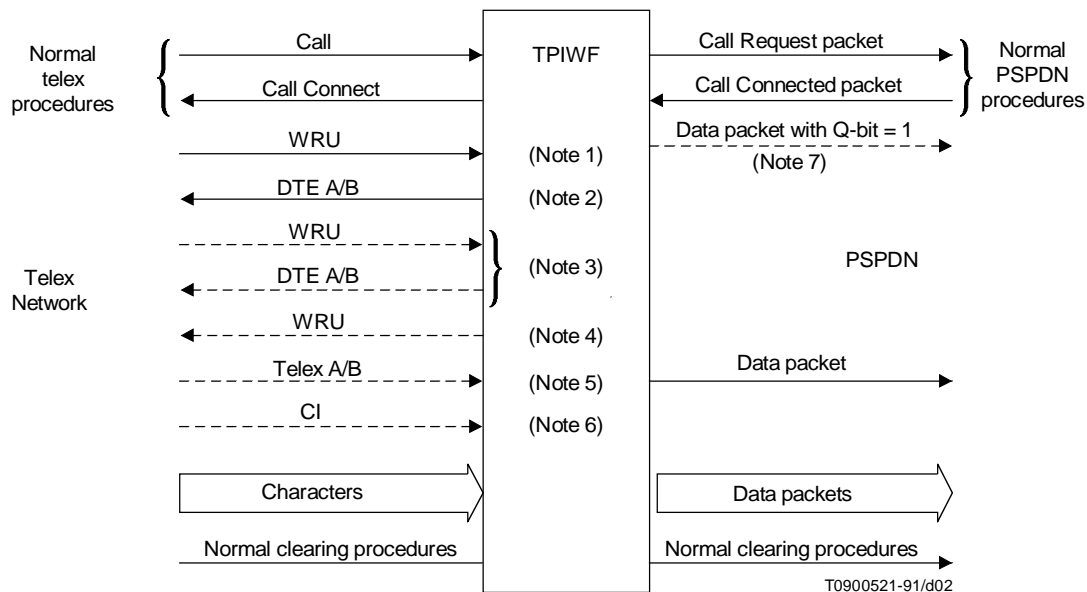 Call
TPIWF
Call Request packet
Normal
telex
procedures
Normal
PSPDN
procedures
Call Connect
Call Connected packet
WRU
(Note 1)
Data packet with Q-bit = 1
(Note 7)
DTE A/B
(Note 2)
WRU
(Note 3)
PSPDN
DTE A/B
Telex
Network
WRU
(Note 4)
Telex A/B
(Note 5)
Data packet
CI
(Note 6)
Characters
Data packets
Normal clearing procedures
Normal clearing procedures
T0900521-91/d02